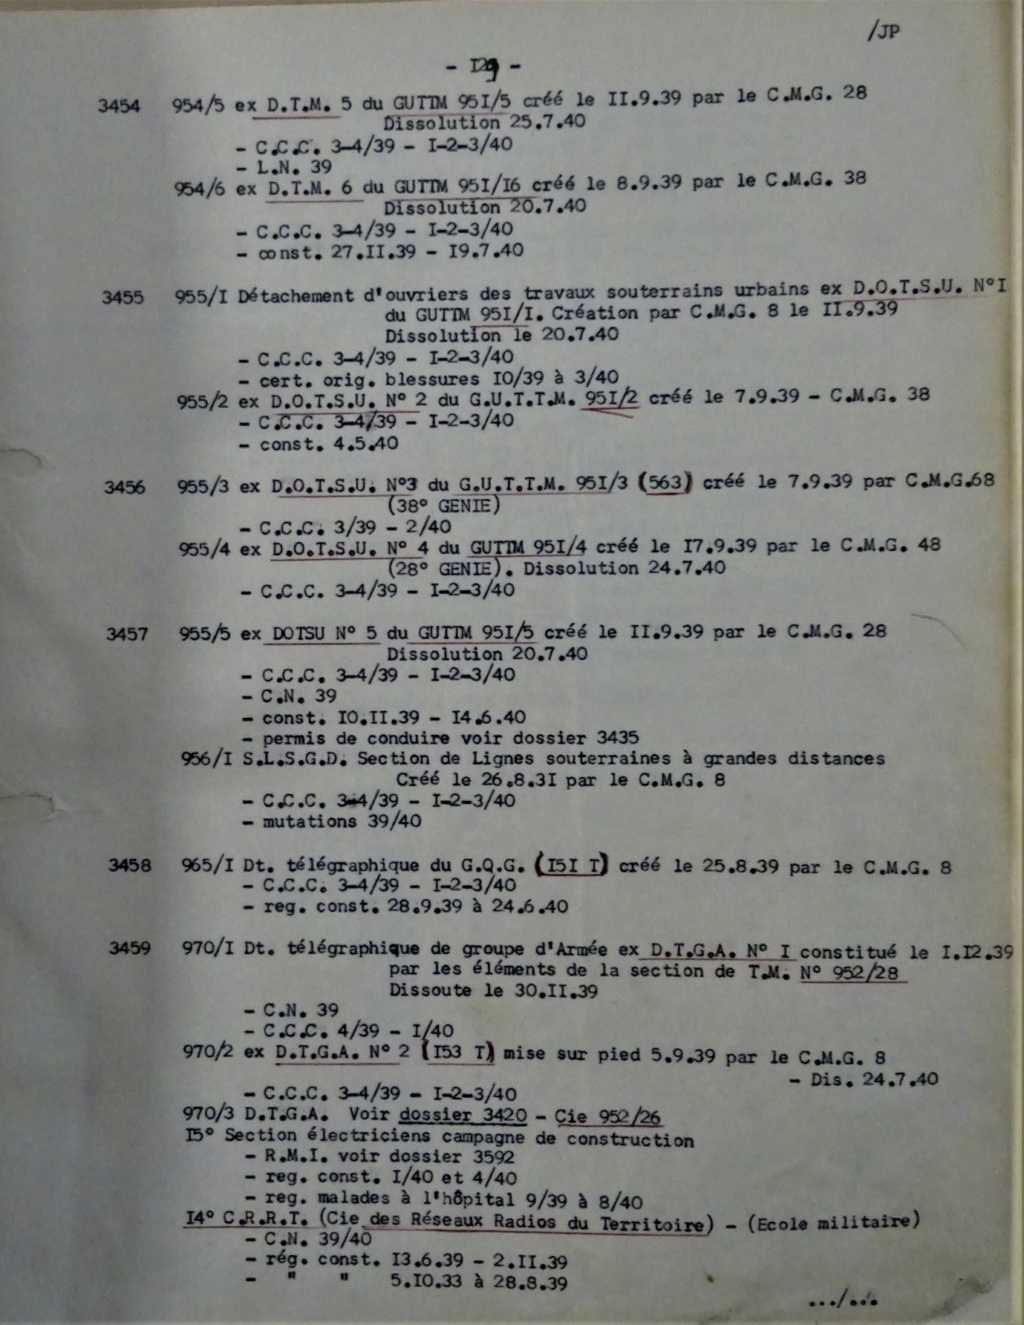 /JP
- I29 -
3454 954/5 ex D.T.M. 5 du GUTTM 95I/5 créé le II.9.39 par le C.M.G. 28
Dissolution 25.7.40
- C.C.C. 3-4/39 - I-2-3/40
- L.N. 39
954/6 ex D.T.M. 6 du GUTTM 95I/I6 créé le 8.9.39 par le C.M.G. 38
Dissolution 20.7.40
- C.C.C. 3-4/39 - I-2-3/40
- const. 27.II.39 - I9.7.40
3455 955/I Détachement d'ouvriers des travaux souterrains urbains ex D.O.T.S.U. N°I
du GUTTM 95I/I. Création par C.M.G. 8 le II.9.39
Dissolution le 20.7.40
- C.C.C. 3-4/39 - I-2-3/40
- cert. orig. blessures IO/39 à 3/40
955/2 ex D.O.T.S.U. N° 2 du G.U.T.T.M. 95I/2 créé le 7.9.39 - C.M.G. 38
- C.C.C. 3-4/39 - I-2-3/40
- const. 4.5.40
3456 955/3 ex D.O.T.S.U. N°3 du G.U.T.T.M. 95I/3 (563) créé le 7.9.39 par C.M.G.68
(38° GENIE)
- C.C.C. 3/39 - 2/40
955/4 ex D.O.T.S.U. N° 4 du GUTTM 95I/4 créé le I7.9.39 par le C.M.G. 48
(28° GENIE). Dissolution 24.7.40
- C.C.C. 3-4/39 - I-2-3/40
3457 955/5 ex DOTSU N° 5 du GUTTM 95I/5 créé le II.9.39 par le C.M.G. 28
Dissolution 20.7.40
- C.C.C. 3-4/39 - I-2-3/40
- C.N. 39
- const. IO.II.39 - I4.6.40
- permis de conduire voir dossier 3435
956/I S.L.S.G.D. Section de Lignes souterraines à grandes distances
Créé le 26.8.3I par le C.M.G. 8
- C.C.C. 3-4/39 - I-2-3/40
- mutations 39/40
3458 965/I Dt. télégraphique du G.Q.G. (I5I T) créé le 25.8.39 par le C.M.G. 8
- C.C.C. 3-4/39 - I-2-3/40
- reg. const. 28.9.39 à 24.6.40
3459 970/I Dt. télégraphique de groupe d'Armée ex D.T.G.A. N° I constitué le I.I2.39
par les éléments de la section de T.M. N° 952/28
Dissoute le 30.II.39
- C.N. 39
- C.C.C. 4/39 - I/40
970/2 ex D.T.G.A. N° 2 (I53 T) mise sur pied 5.9.39 par le C.M.G. 8
- Dis. 24.7.40
- C.C.C. 3-4/39 - I-2-3/40
970/3 D.T.G.A. Voir dossier 3420 - Cie 952/26
I5° Section électriciens campagne de construction
- R.M.I. voir dossier 3592
- reg. const. I/40 et 4/40
- reg. malades à l'hôpital 9/39 à 8/40
I4° C.R.R.T. (Cie des Réseaux Radios du Territoire) - (Ecole militaire)
- C.N. 39/40
- rég. const. I3.6.39 - 2.II.39
- " " 5.IO.33 à 28.8.39
.../...